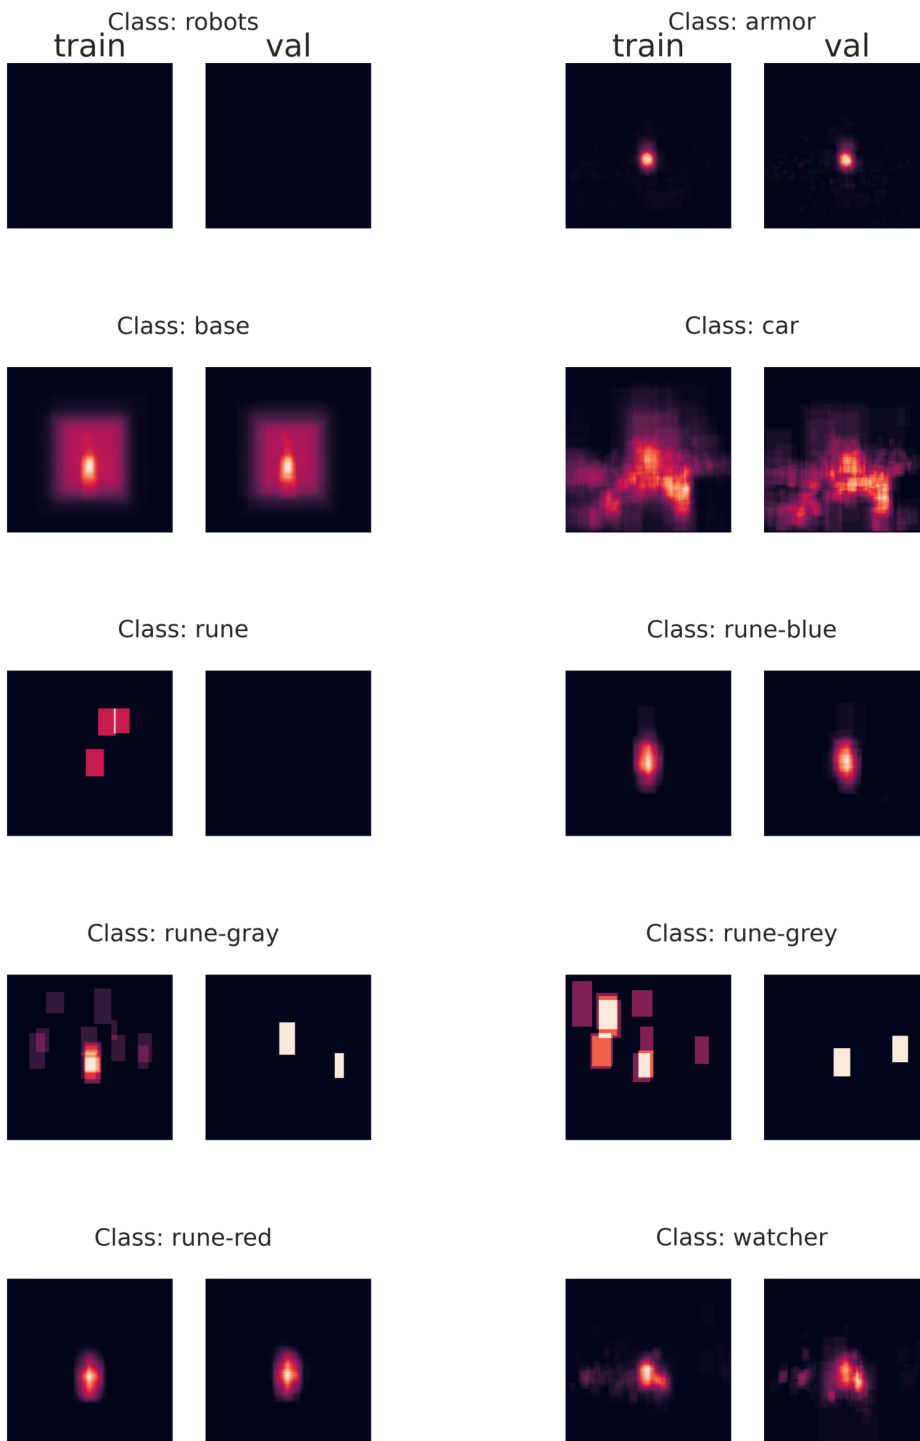 Class: robots
train
val
Class: armor
train
val
Class: base
Class: car
Class: rune
Class: rune-blue
Class: rune-gray
Class: rune-grey
Class: rune-red
Class: watcher